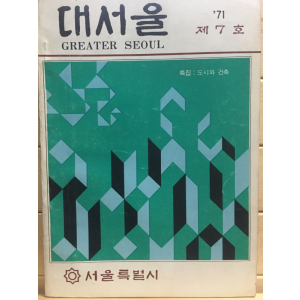 대서울
GREATER SEOUL
'71
제 7 호
특집 : 도시와 건축
서울특별시